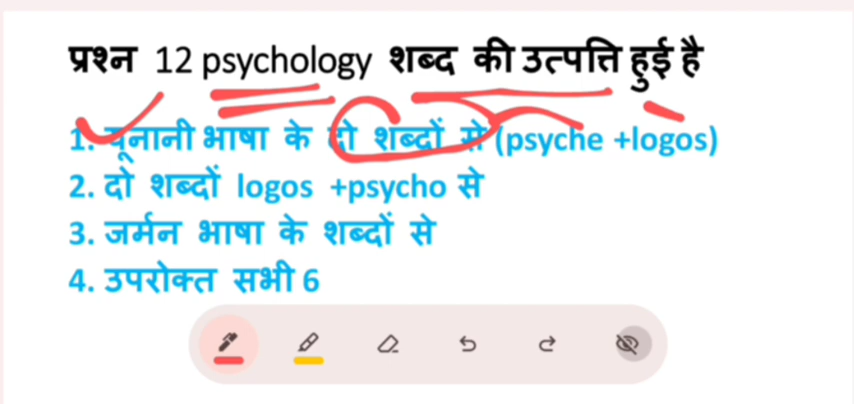 प्रश्न 12 psychology शब्द की उत्पत्ति हुई है
1. यूनानी भाषा के दो शब्दों से (psyche +logos)
2. दो शब्दों logos +psycho से
3. जर्मन भाषा के शब्दों से
4. उपरोक्त सभी 6